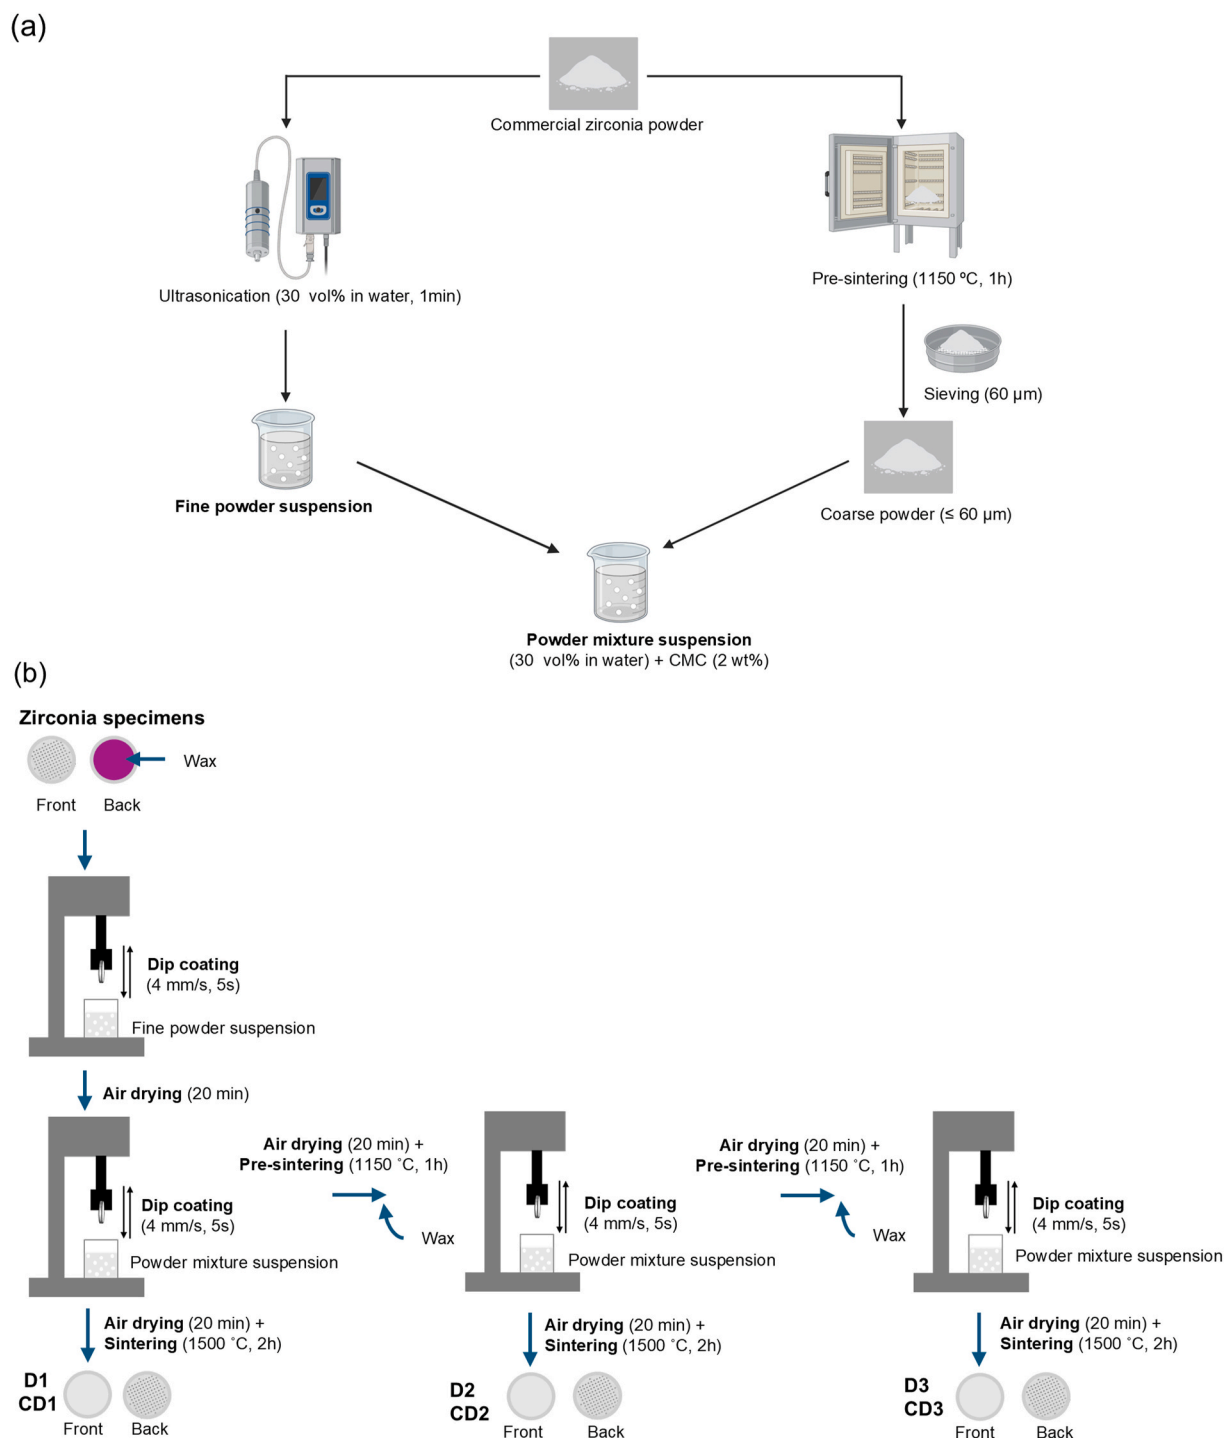 (a)
Commercial zirconia powder
Ultrasonication (30 vol% in water, 1min)
Pre-sintering (1150 ºC, 1h)
Sieving (60 µm)
Fine powder suspension
Coarse powder (≤ 60 µm)
Powder mixture suspension
(30 vol% in water) + CMC (2 wt%)
(b)
Zirconia specimens
Wax
Front
Back
Dip coating
(4 mm/s, 5s)
Fine powder suspension
Air drying (20 min)
Dip coating
(4 mm/s, 5s)
Powder mixture suspension
Air drying (20 min) +
Pre-sintering (1150 ˚C, 1h)
Wax
Dip coating
(4 mm/s, 5s)
Powder mixture suspension
Air drying (20 min) +
Pre-sintering (1150 ˚C, 1h)
Wax
Dip coating
(4 mm/s, 5s)
Powder mixture suspension
Air drying (20 min) +
Sintering (1500 ˚C, 2h)
D1
CD1
Front
Back
Air drying (20 min) +
Sintering (1500 ˚C, 2h)
D2
CD2
Front
Back
Air drying (20 min) +
Sintering (1500 ˚C, 2h)
D3
CD3
Front
Back